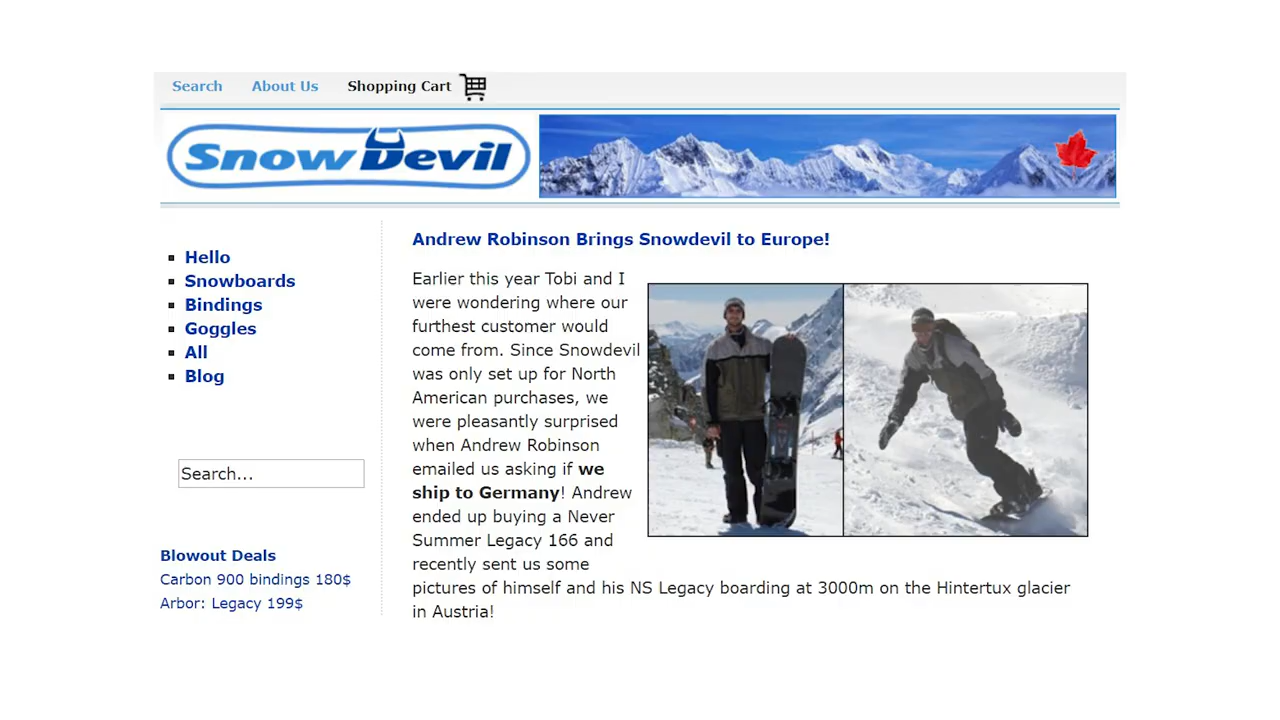 Search About Us Shopping Cart
Snow Devil
Hello
Snowboards
Bindings
Goggles
All
Blog
Search...
Blowout Deals
Carbon 900 bindings 180$
Arbor: Legacy 199$
Andrew Robinson Brings Snowdevil to Europe!
Earlier this year Tobi and I
were wondering where our
furthest customer would
come from. Since Snowdevil
was only set up for North
American purchases, we
were pleasantly surprised
when Andrew Robinson
emailed us asking if we
ship to Germany! Andrew
ended up buying a Never
Summer Legacy 166 and
recently sent us some
pictures of himself and his NS Legacy boarding at 3000m on the Hintertux glacier
in Austria!